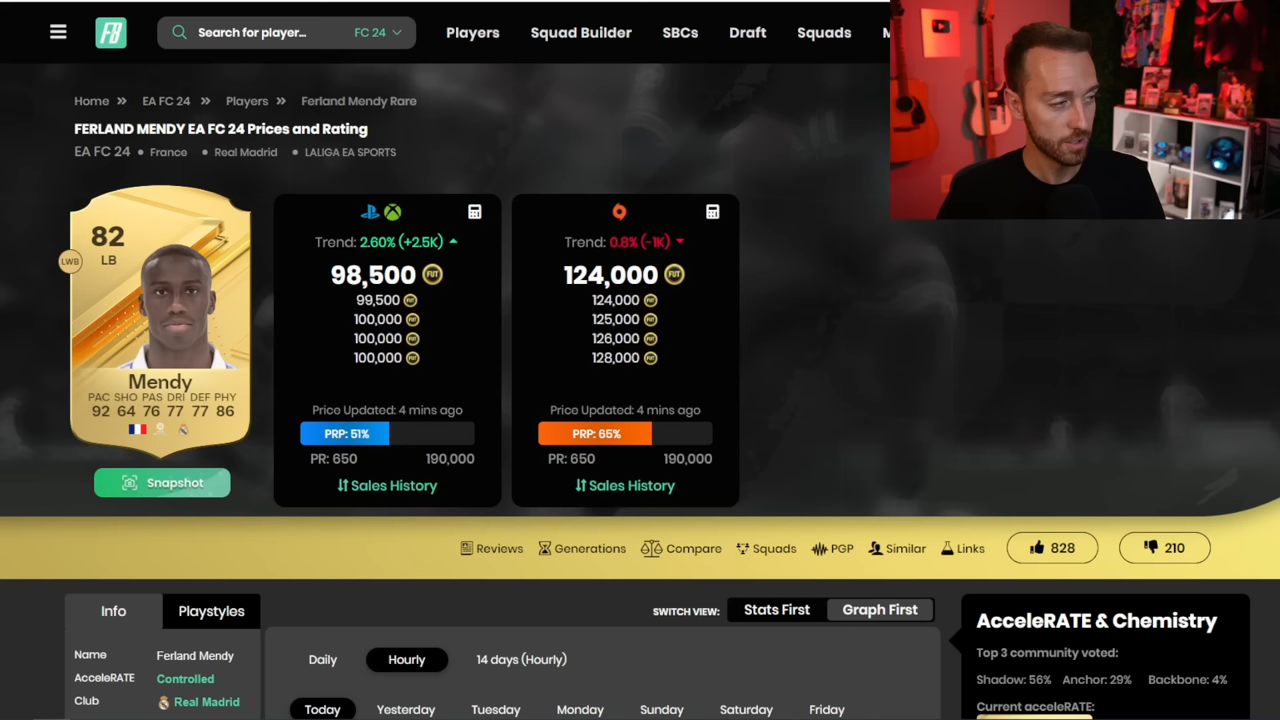 FB
Search for player...
FC 24
Players
Squad Builder
SBCs
Draft
Squads
M
Home » EA FC 24 » Players » Ferland Mendy Rare
FERLAND MENDY EA FC 24 Prices and Rating
EA FC 24 • France • Real Madrid • LALIGA EA SPORTS
82
LB
LWB
Mendy
PAC SHO PAS DRI DEF PHY
92 64 76 77 77 86
Snapshot
Trend: 2.60% (+2.5K)
98,500 FUT
99,500
100,000
100,000
100,000
Price Updated: 4 mins ago
PRP: 51%
PR: 650 190,000
Sales History
Trend: 0.8% (-1K)
124,000 FUT
124,000
125,000
126,000
128,000
Price Updated: 4 mins ago
PRP: 65%
PR: 650 190,000
Sales History
Reviews
Generations
Compare
Squads
PGP
Similar
Links
828
210
Info
Playstyles
Name Ferland Mendy
AcceleRATE Controlled
Club Real Madrid
SWITCH VIEW:
Stats First
Graph First
Daily
Hourly
14 days (Hourly)
Today
Yesterday
Tuesday
Monday
Sunday
Saturday
Friday
AcceleRATE & Chemistry
Top 3 community voted:
Shadow: 56% Anchor: 29% Backbone: 4%
Current acceleRATE: